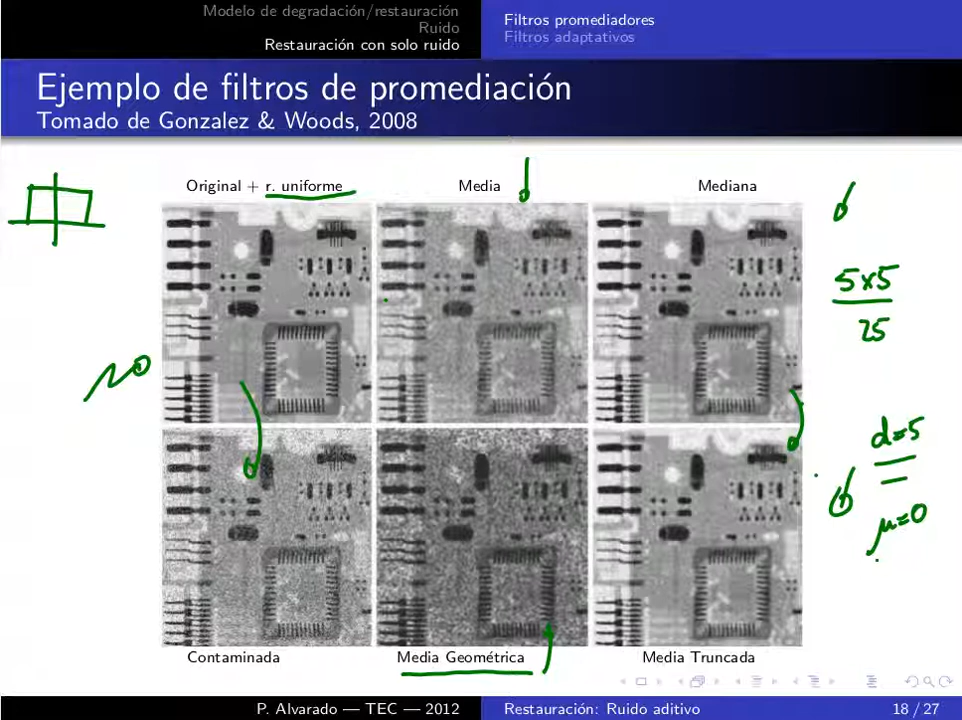 Modelo de degradación/restauración
Ruido
Restauración con solo ruido
Filtros promediadores
Filtros adaptativos
Ejemplo de filtros de promediación
Tomado de Gonzalez & Woods, 2008
Original + r. uniforme
Media
Mediana
5x5
25
d=5
μ=0
Contaminada
Media Geométrica
Media Truncada
P. Alvarado — TEC — 2012
Restauración: Ruido aditivo
18 / 27